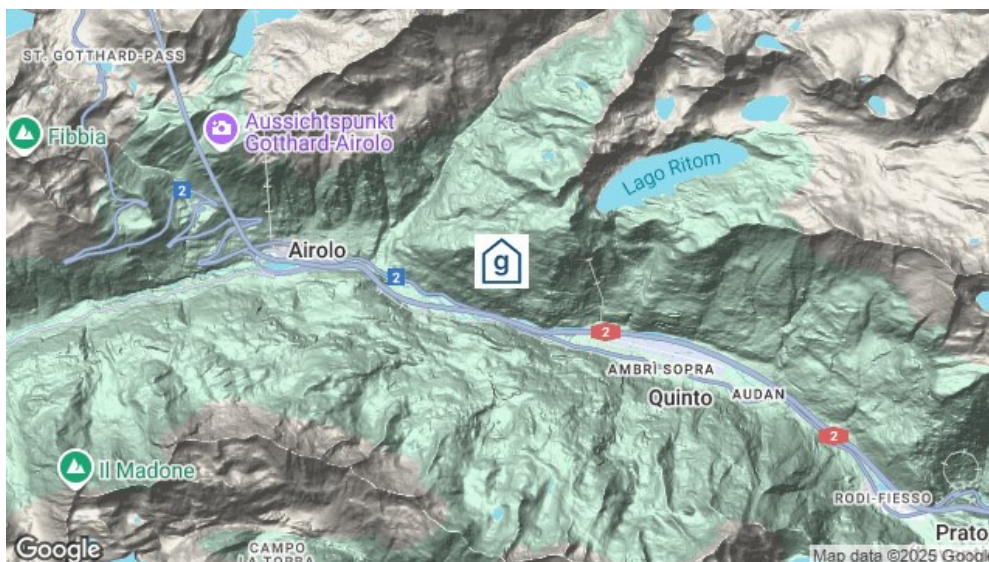 ST. GOTTHARD-PASS
Fibbia
Aussichtspunkt
Gotthard-Airolo
2
Lago Ritom
Airolo
g
2
2
AMBRÌ SOPRA
Quinto
AUDAN
2
Il Madone
RODI-FIESSO
Prato
Google
CAMPO
LA TORBA
Map data ©2025 Google